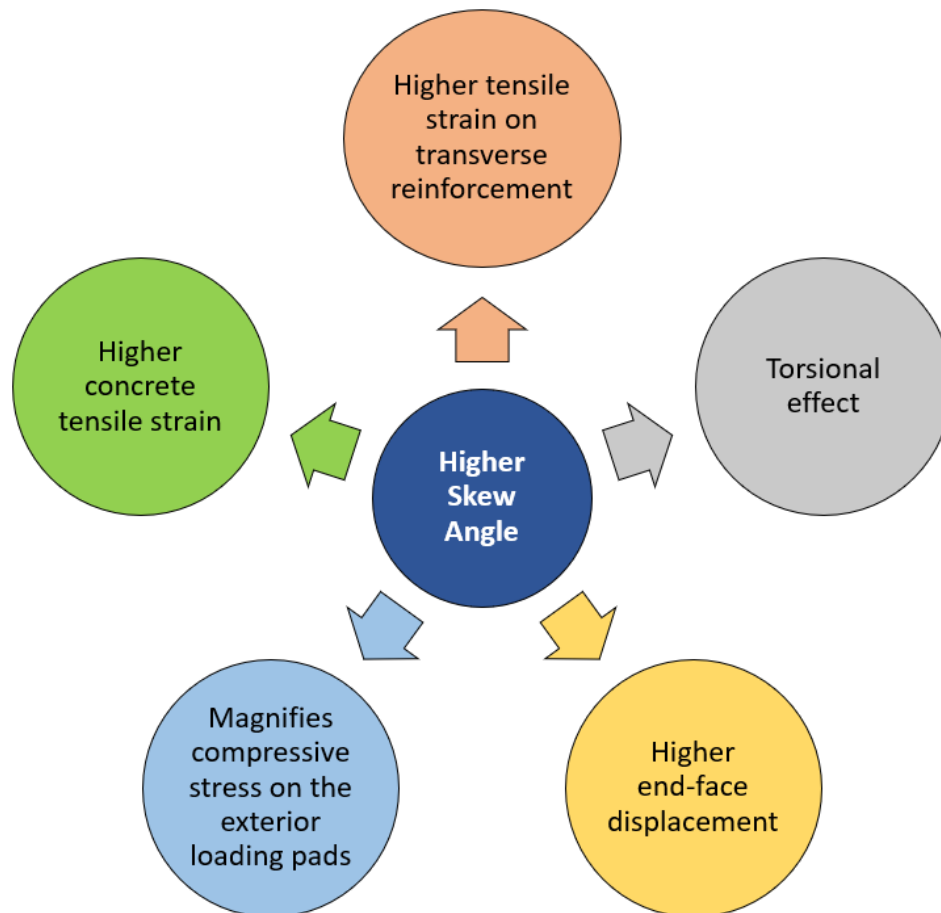 Higher tensile
strain on
transverse
reinforcement
Higher
concrete
tensile strain
Torsional
effect
Higher
Skew
Angle
Magnifies
compressive
stress on the
exterior
loading pads
Higher
end-face
displacement